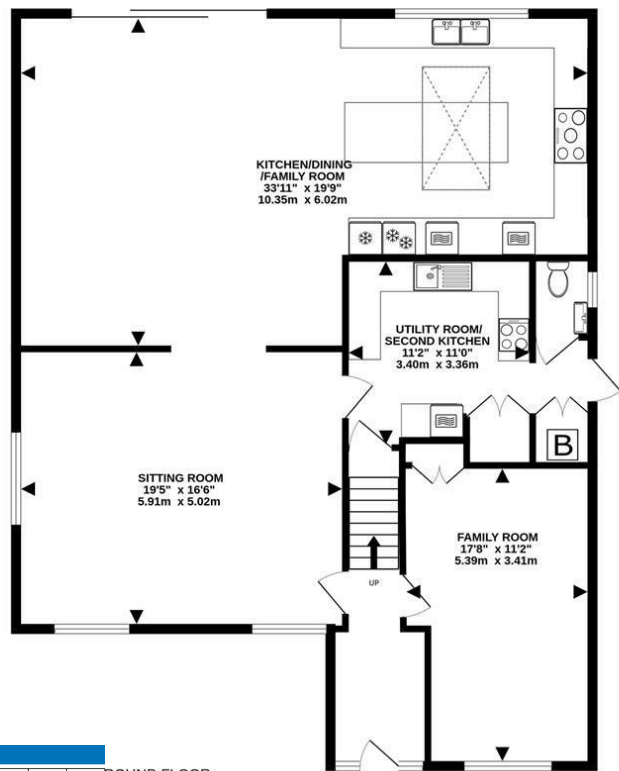 KITCHEN/DINING
/FAMILY ROOM
33'11" x 19'9"
10.35m x 6.02m
UTILITY ROOM/
SECOND KITCHEN
11'2" x 11'0"
3.40m x 3.36m
B
SITTING ROOM
19'5" x 16'6"
5.91m x 5.02m
FAMILY ROOM
17'8" x 11'2"
5.39m x 3.41m
UP
ROUND FLOOR